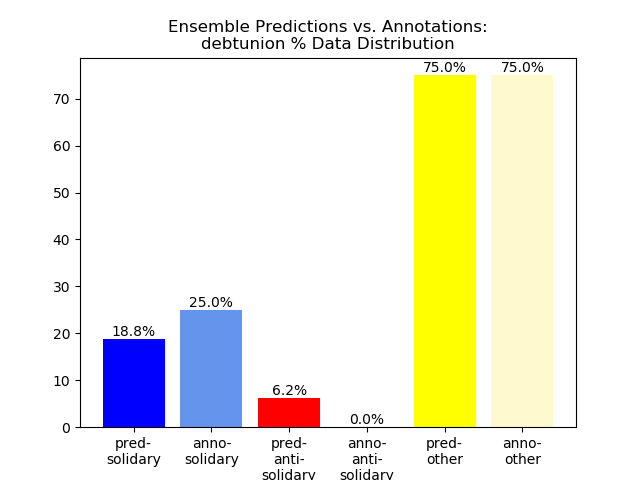 Ensemble Predictions vs. Annotations:
debtunion % Data Distribution
70
60
50
40
30
20
10
0
18.8%
25.0%
6.2%
0.0%
75.0%
75.0%
pred-
solidary
anno-
solidary
pred-
anti-
solidary
anno-
anti-
solidary
pred-
other
anno-
other